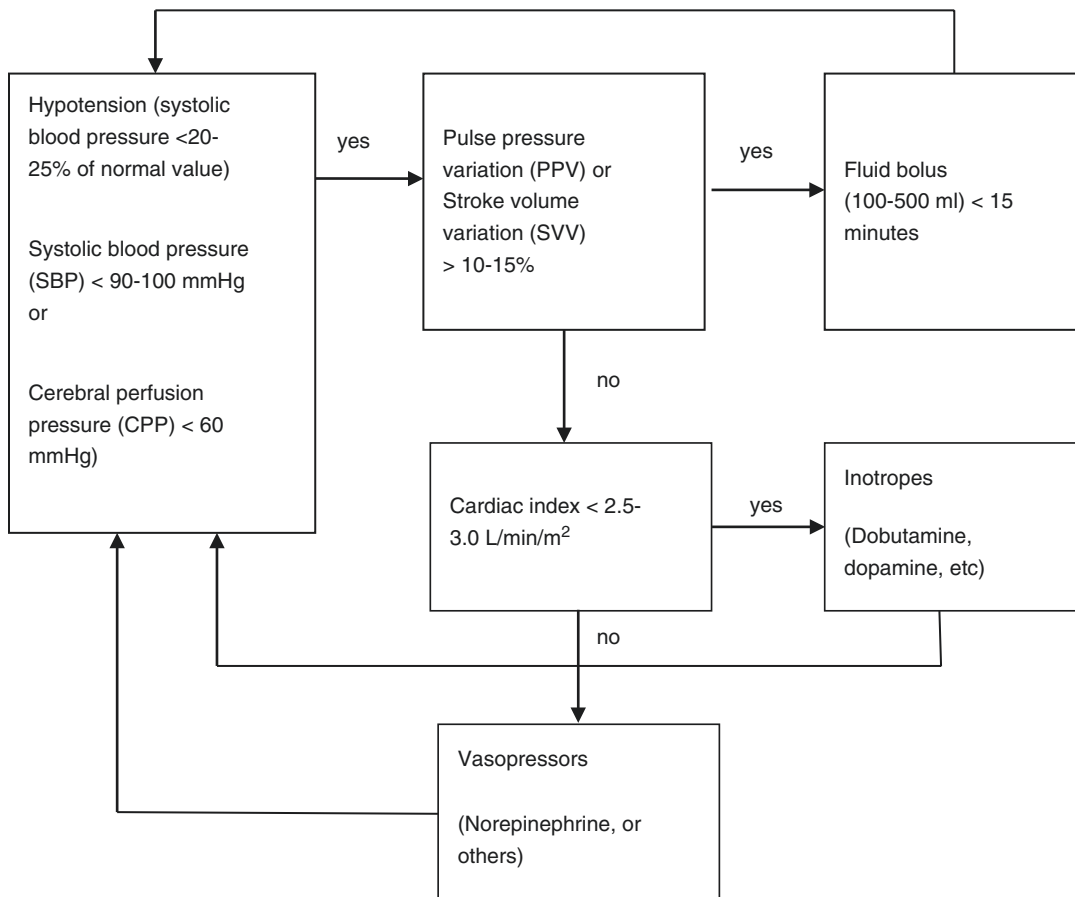 Hypotension (systolic
blood pressure <20-
25% of normal value)
Systolic blood pressure
(SBP) < 90-100 mmHg
or
Cerebral perfusion
pressure (CPP) < 60
mmHg)
yes
Pulse pressure
variation (PPV) or
Stroke volume
variation (SVV)
> 10-15%
yes
Fluid bolus
(100-500 ml) < 15
minutes
no
Cardiac index < 2.5-
3.0 L/min/m²
yes
Inotropes
(Dobutamine,
dopamine, etc)
no
Vasopressors
(Norepinephrine, or
others)